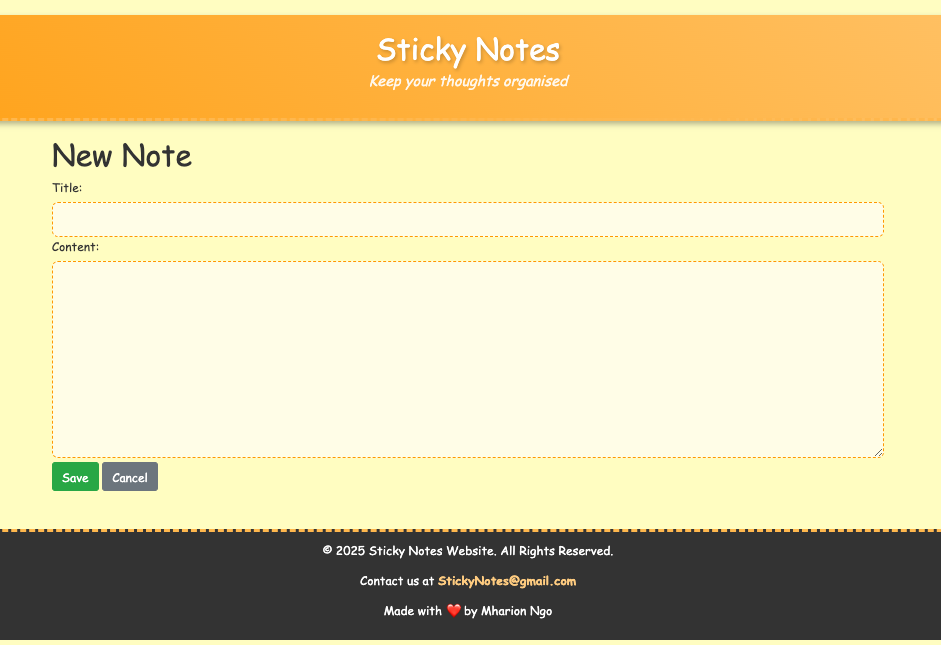 Sticky Notes
Keep your thoughts organised
New Note
Title:
Content:
Save Cancel
© 2025 Sticky Notes Website. All Rights Reserved.
Contact us at StickyNotes@gmail.com
Made with ❤️ by Mharion Ngo